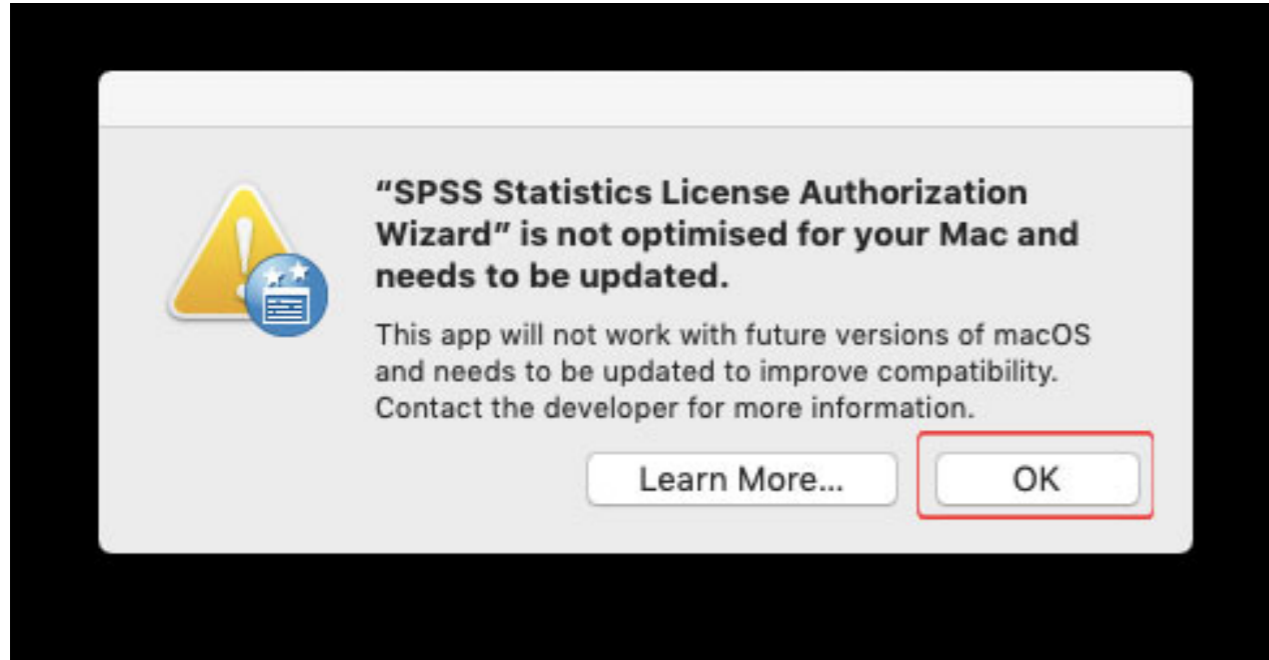 “SPSS Statistics License Authorization
Wizard” is not optimised for your Mac and
needs to be updated.
This app will not work with future versions of macOS
and needs to be updated to improve compatibility.
Contact the developer for more information.
Learn More... OK